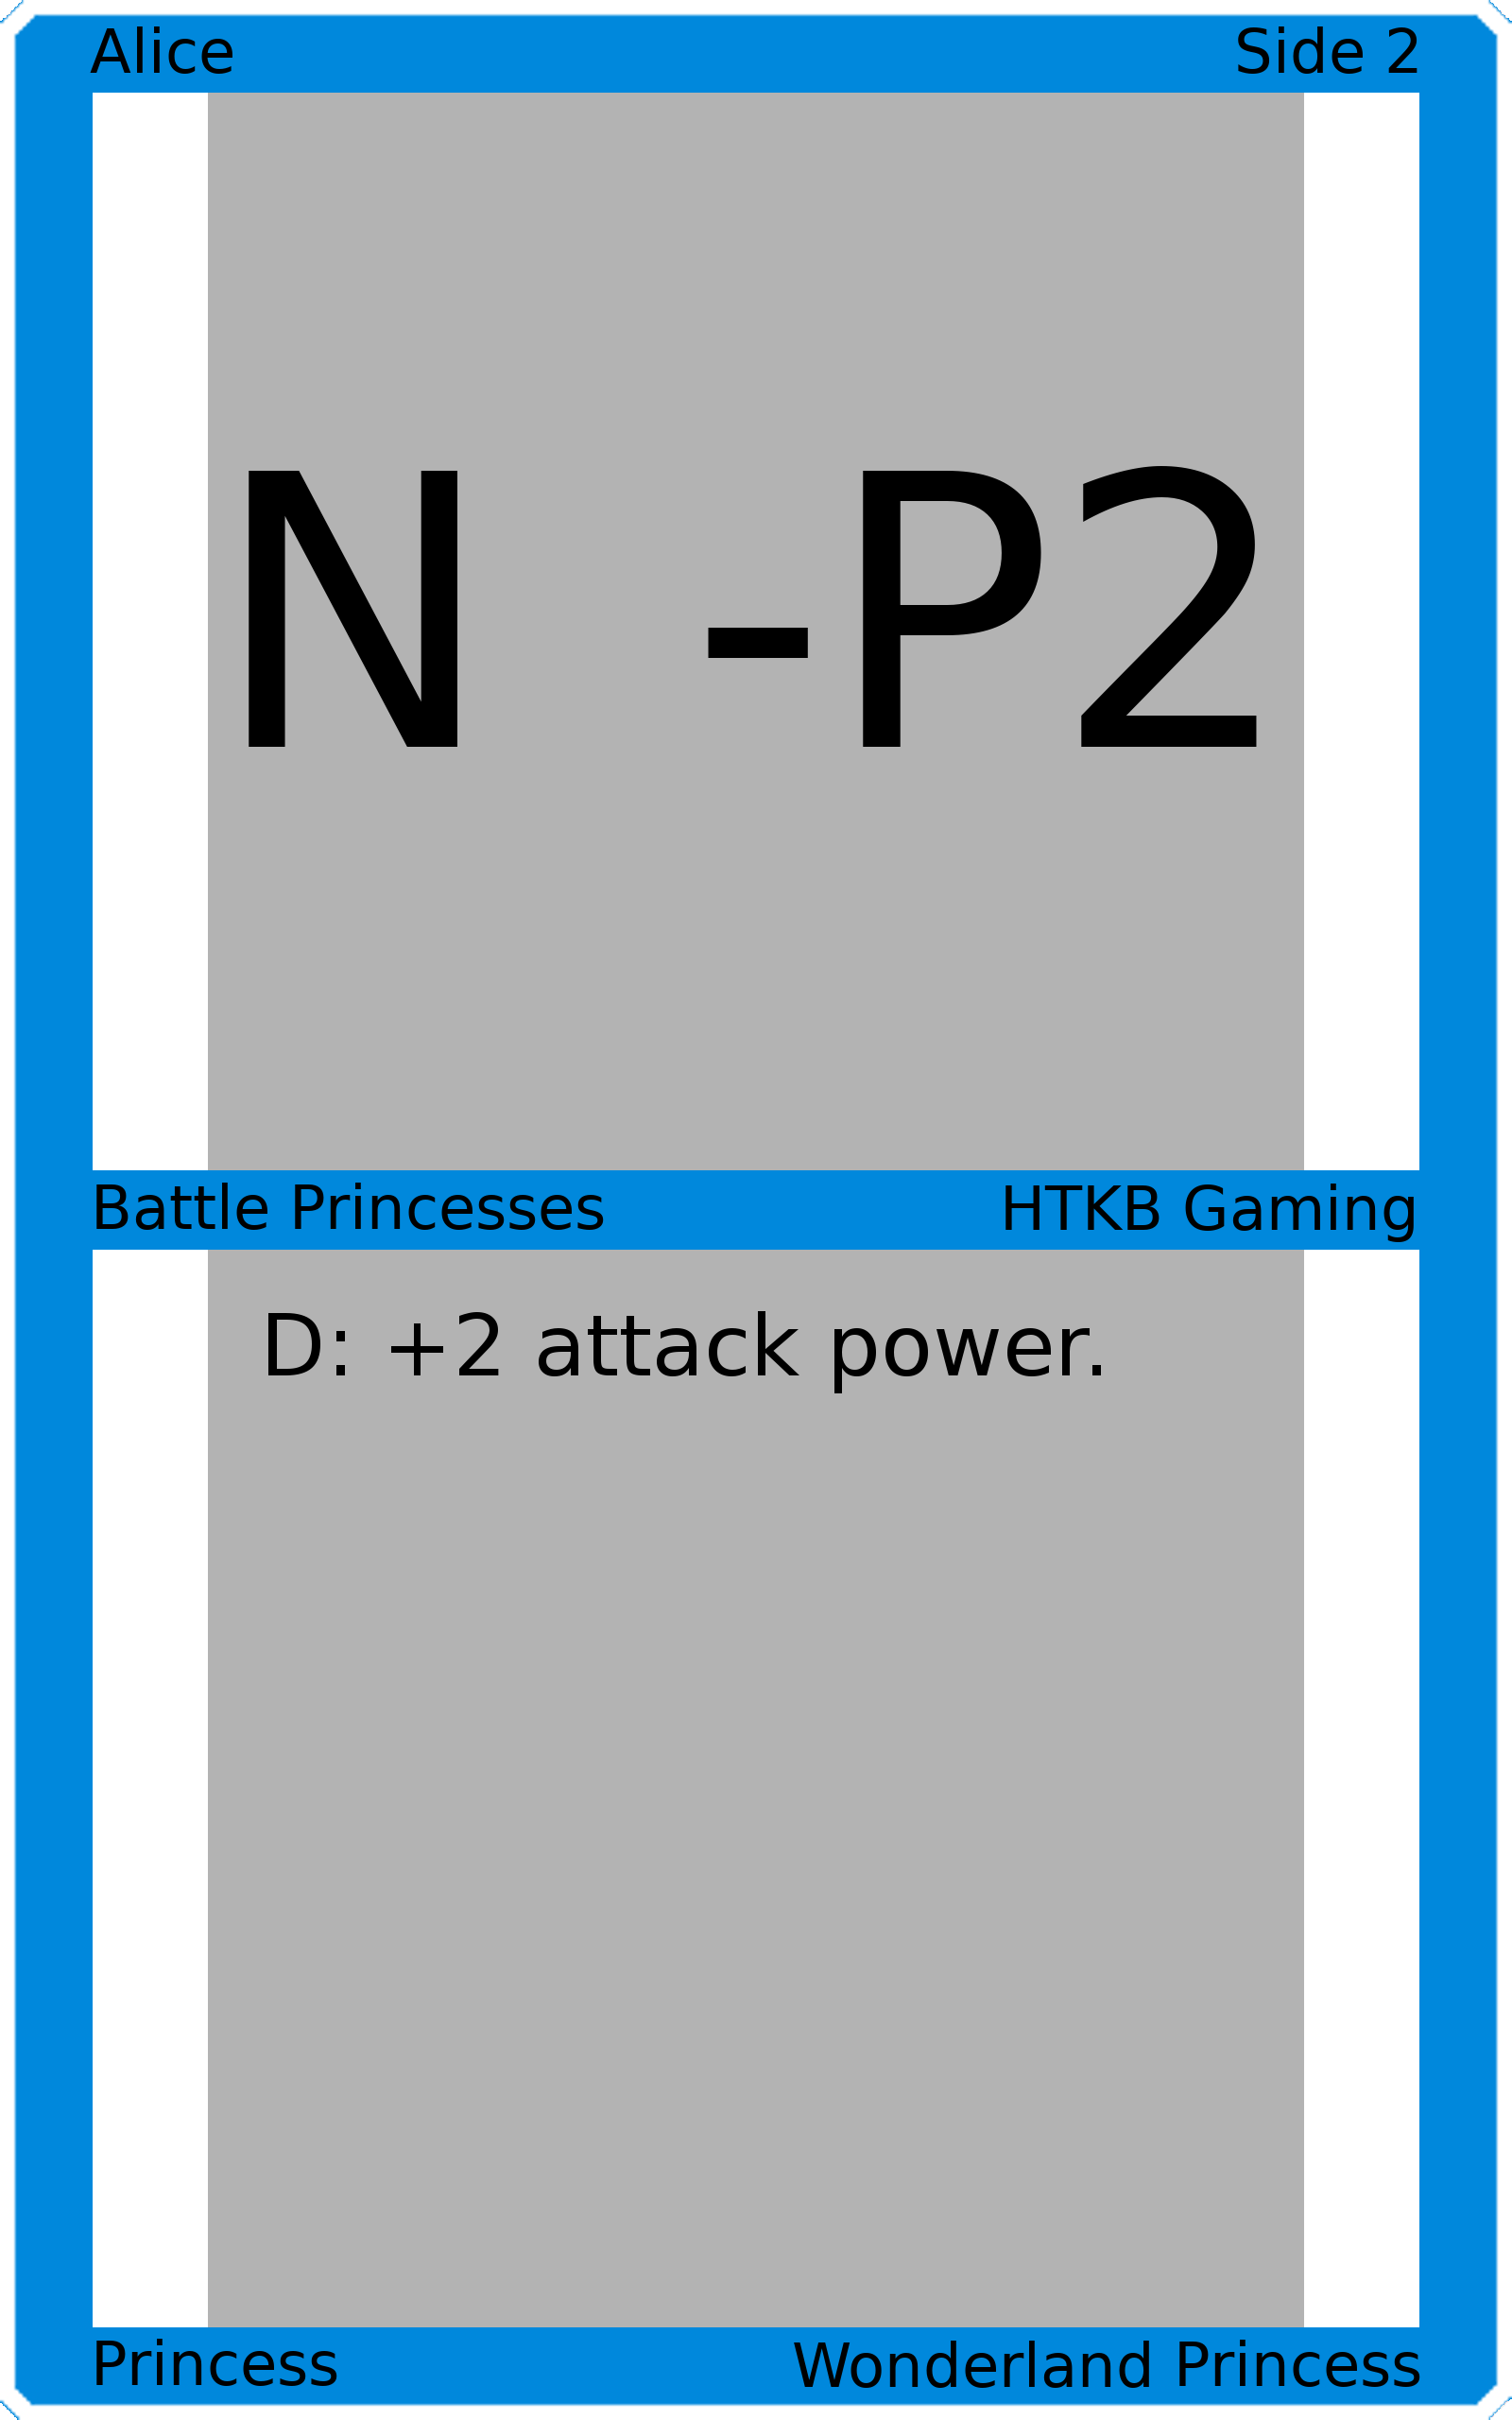 Alice Side 2
N -P2
Battle Princesses HTKB Gaming
D: +2 attack power.
Princess Wonderland Princess